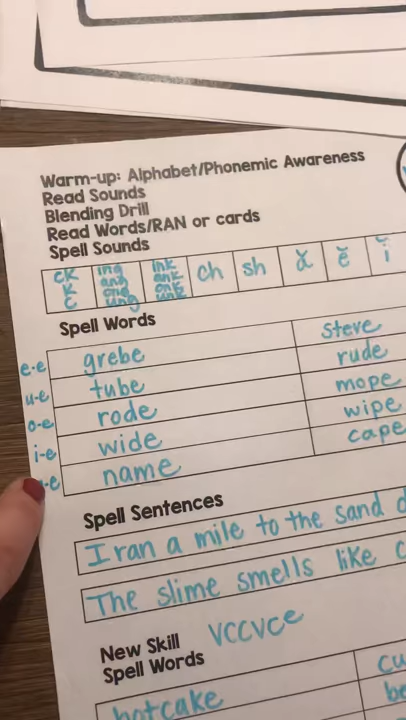 Warm-up: Alphabet/Phonemic Awareness
Read Sounds
Blending Drill
Read Words/RAN or cards
Spell Sounds
ck k c
ing ang ong ung
ink ank onk unk
ch sh ă ĕ ĭ
Spell Words
e-e grebe Steve
u-e tube rude
o-e rode mope
i-e wide wipe
-e name cape
Spell Sentences
I ran a mile to the sand d
The slime smells like c
New Skill VCCVCe
Spell Words
hotcake cu
be